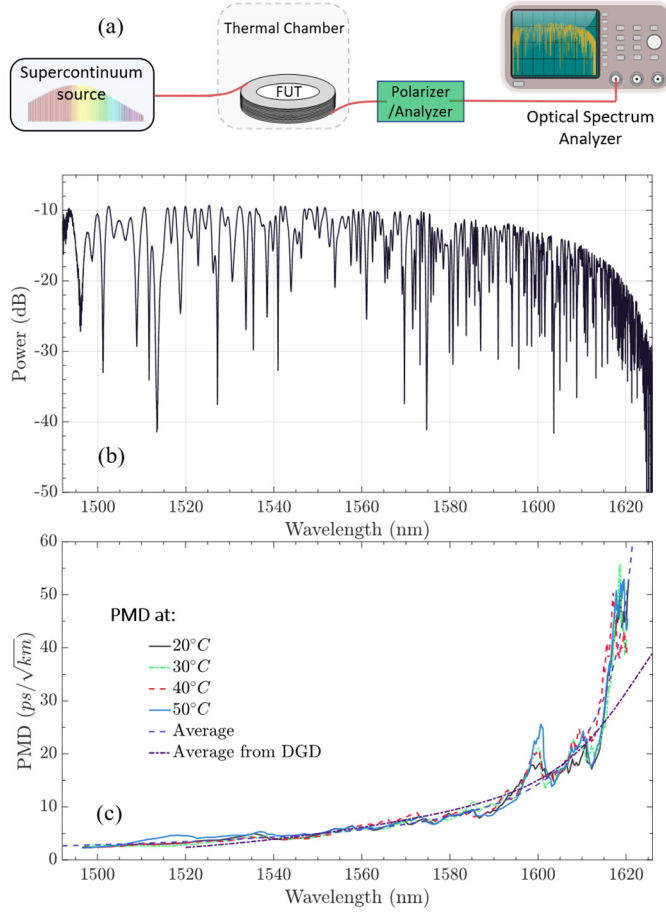 (a)
Thermal Chamber
Supercontinuum
source
FUT
Polarizer
/Analyzer
Optical Spectrum
Analyzer
-10
-20
-30
-40
-50
Power (dB)
(b)
1500 1520 1540 1560 1580 1600 1620
Wavelength (nm)
60
50
40
30
20
10
0
PMD (ps/√km)
PMD at:
20°C
30°C
40°C
50°C
Average
Average from DGD
(c)
1500 1520 1540 1560 1580 1600 1620
Wavelength (nm)